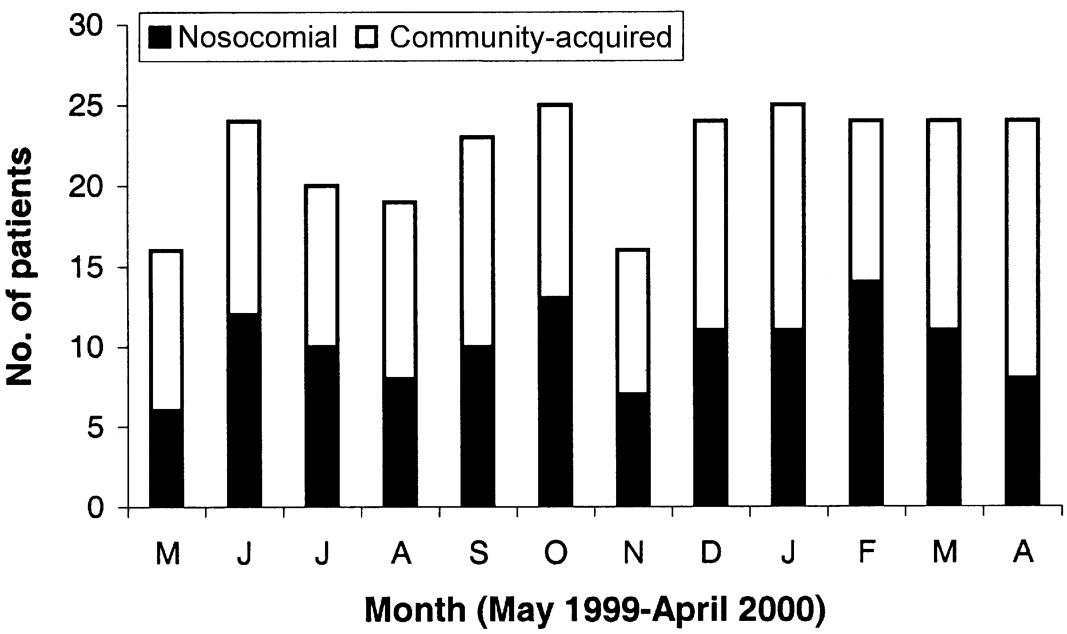 30
Nosocomial Community-acquired
25
20
15
10
5
0
No. of patients
M J J A S O N D J F M A
Month (May 1999-April 2000)